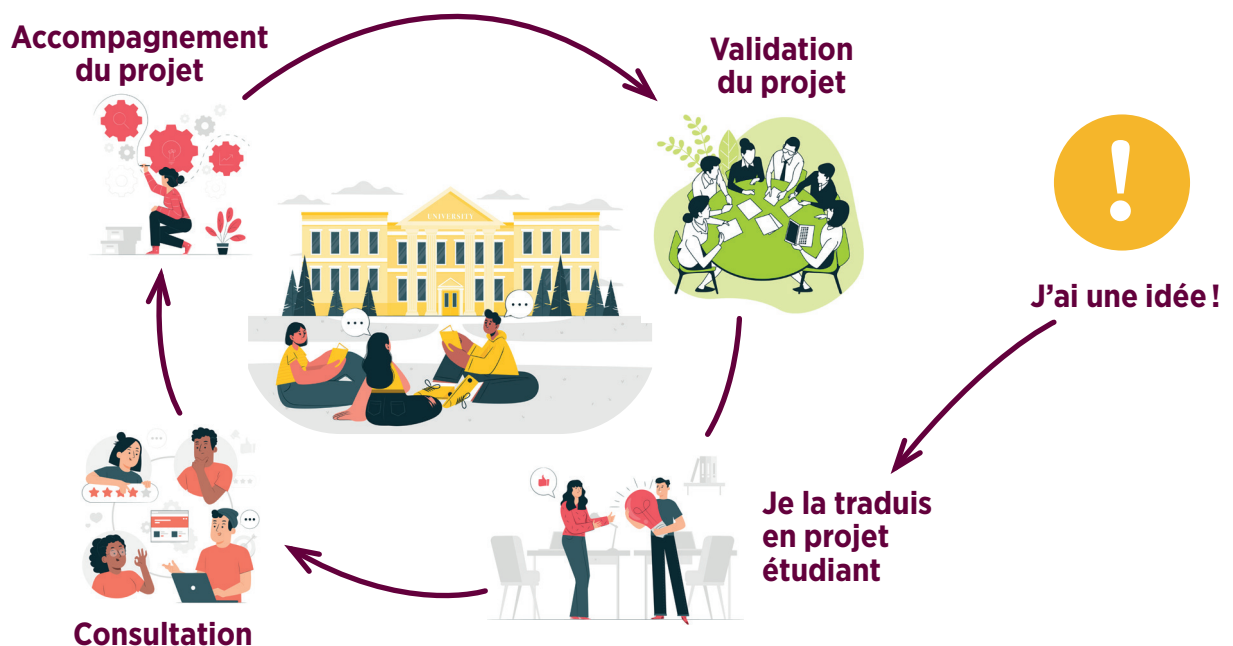 Accompagnement
du projet
Validation
du projet
!
J'ai une idée !
UNIVERSITY
Je la traduis
en projet
étudiant
Consultation